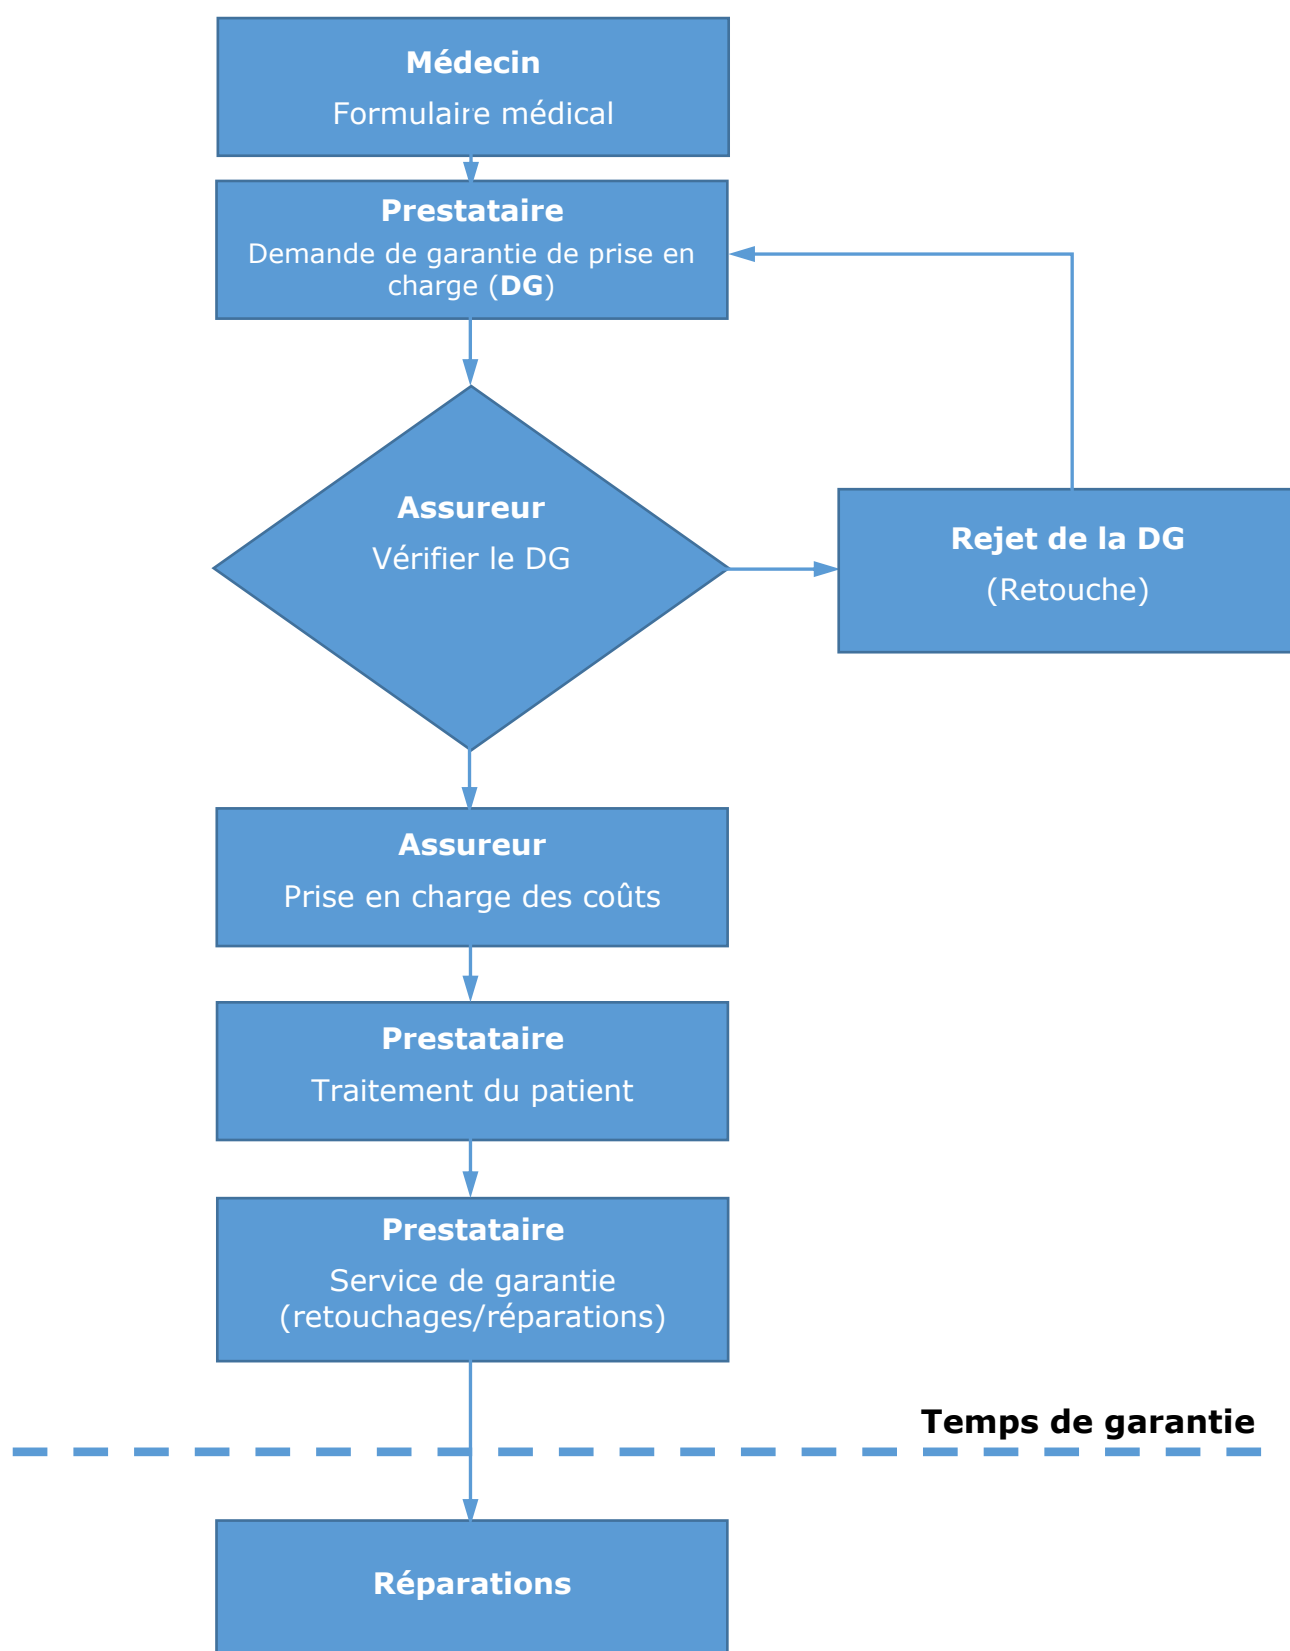 Médecin
Formulaire médical
Prestataire
Demande de garantie de prise en
charge (DG)
Assureur
Vérifier le DG
Rejet de la DG
(Retouche)
Assureur
Prise en charge des coûts
Prestataire
Traitement du patient
Prestataire
Service de garantie
(retouchages/réparations)
Temps de garantie
Réparations